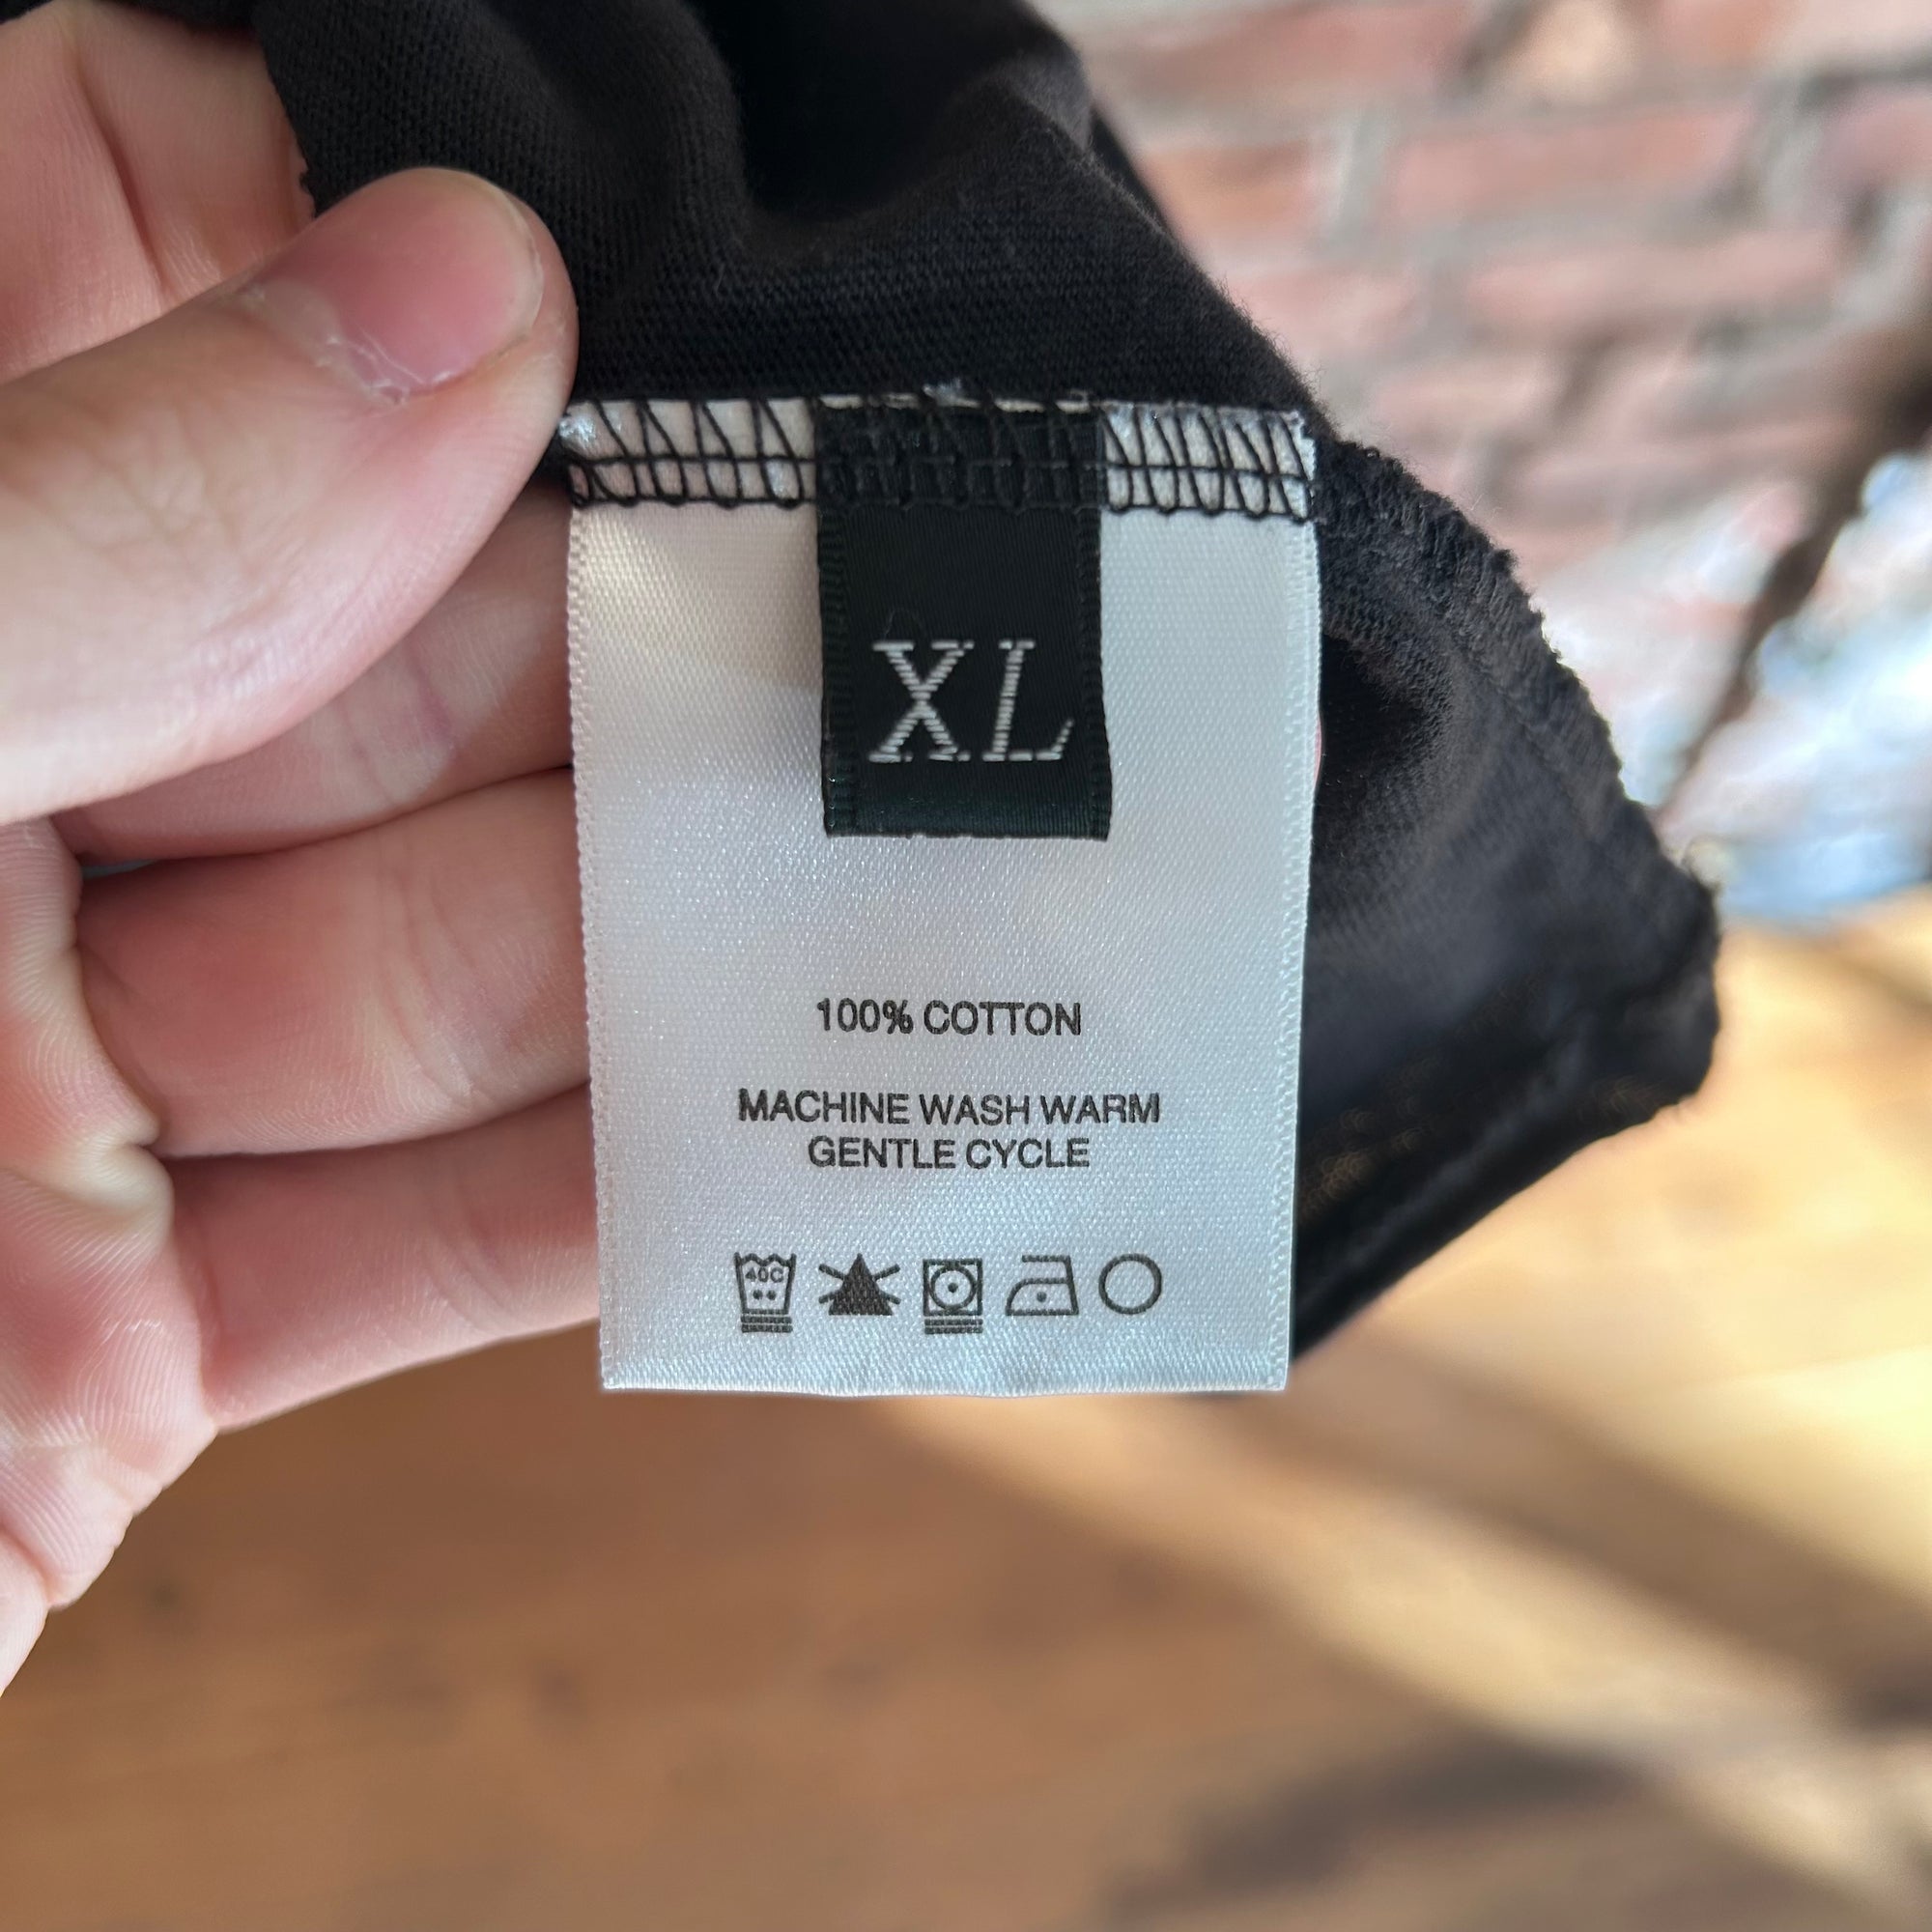 XL
100% COTTON
MACHINE WASH WARM
GENTLE CYCLE
40C